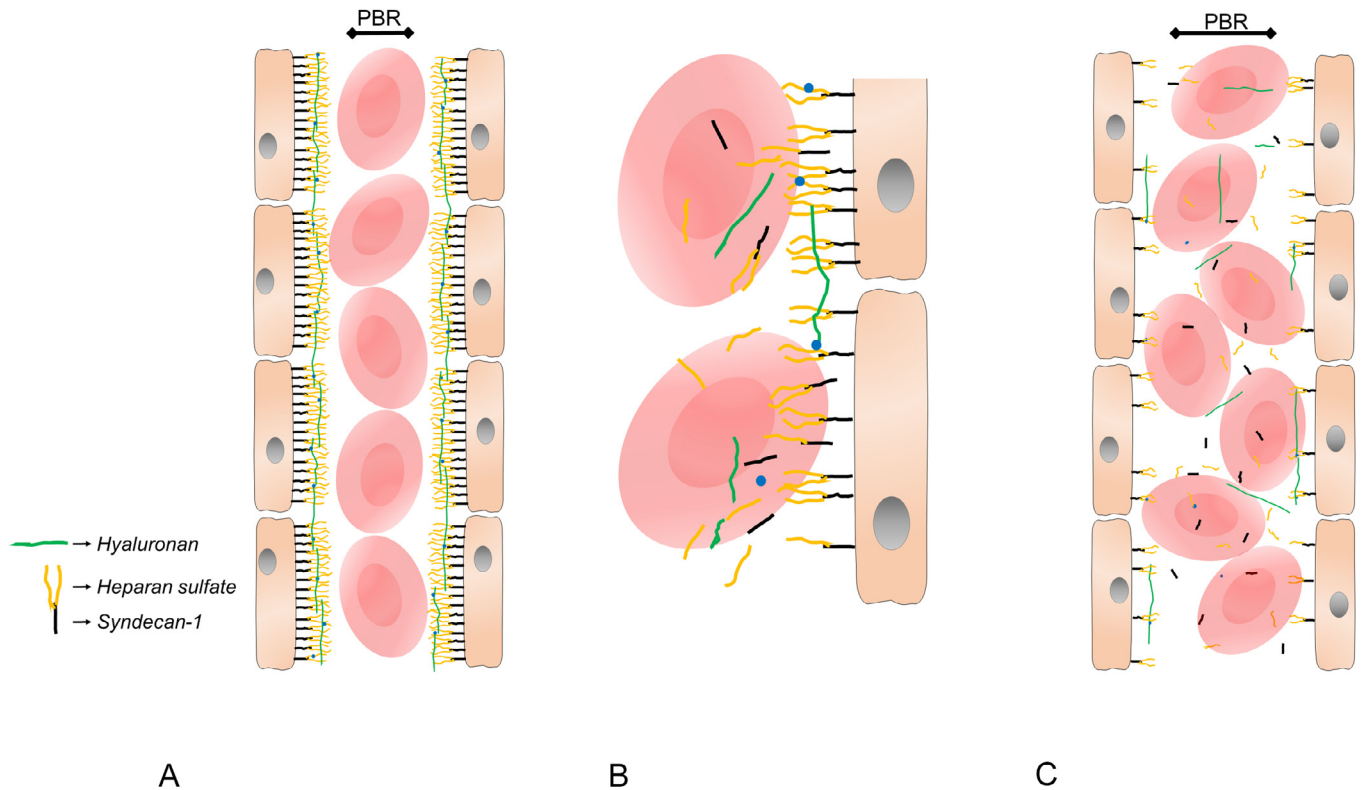 PBR
PBR
→ Hyaluronan
→ Heparan sulfate
→ Syndecan-1
A
B
C